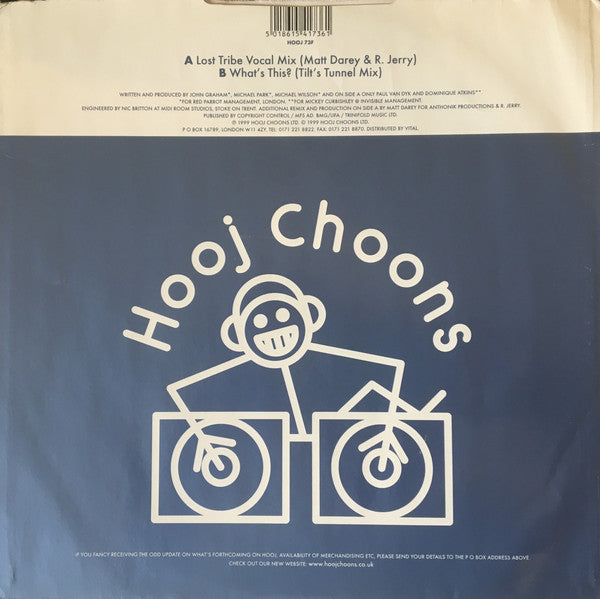 5 018615 417361
HOOJ 73F
A Lost Tribe Vocal Mix (Matt Darey & R. Jerry)
B What's This? (Tilt's Tunnel Mix)
WRITTEN AND PRODUCED BY JOHN GRAHAM*, MICHAEL PARK*, MICHAEL WILSON* AND ON SIDE A ONLY PAUL VAN DYK AND DOMINIQUE ATKINS**
*FOR RED PARROT MANAGEMENT, LONDON. **FOR MICKEY CURBISHLEY @ INVISIBLE MANAGEMENT.
ENGINEERED BY NIC BRITTON AT MIDI ROOM STUDIOS, STOKE ON TRENT. ADDITIONAL REMIX AND PRODUCTION ON SIDE A BY MATT DAREY FOR ANTHONIK PRODUCTIONS & R. JERRY.
PUBLISHED BY COPYRIGHT CONTROL / MFS AD. BMG/UFA / TRINIFOLD MUSIC LTD.
℗ 1999 HOOJ CHOONS LTD. © 1999 HOOJ CHOONS LTD.
P O BOX 16789, LONDON W11 4ZY, TEL: 0171 221 8822. FAX: 0171 221 8870. DISTRIBUTED BY VITAL.
Hooj Choons
IF YOU FANCY RECEIVING THE ODD UPDATE ON WHAT'S FORTHCOMING ON HOOJ, AVAILABILITY OF MERCHANDISING ETC, PLEASE SEND YOUR DETAILS TO THE P O BOX ADDRESS ABOVE.
CHECK OUT OUR NEW WEBSITE: www.hoojchoons.co.uk